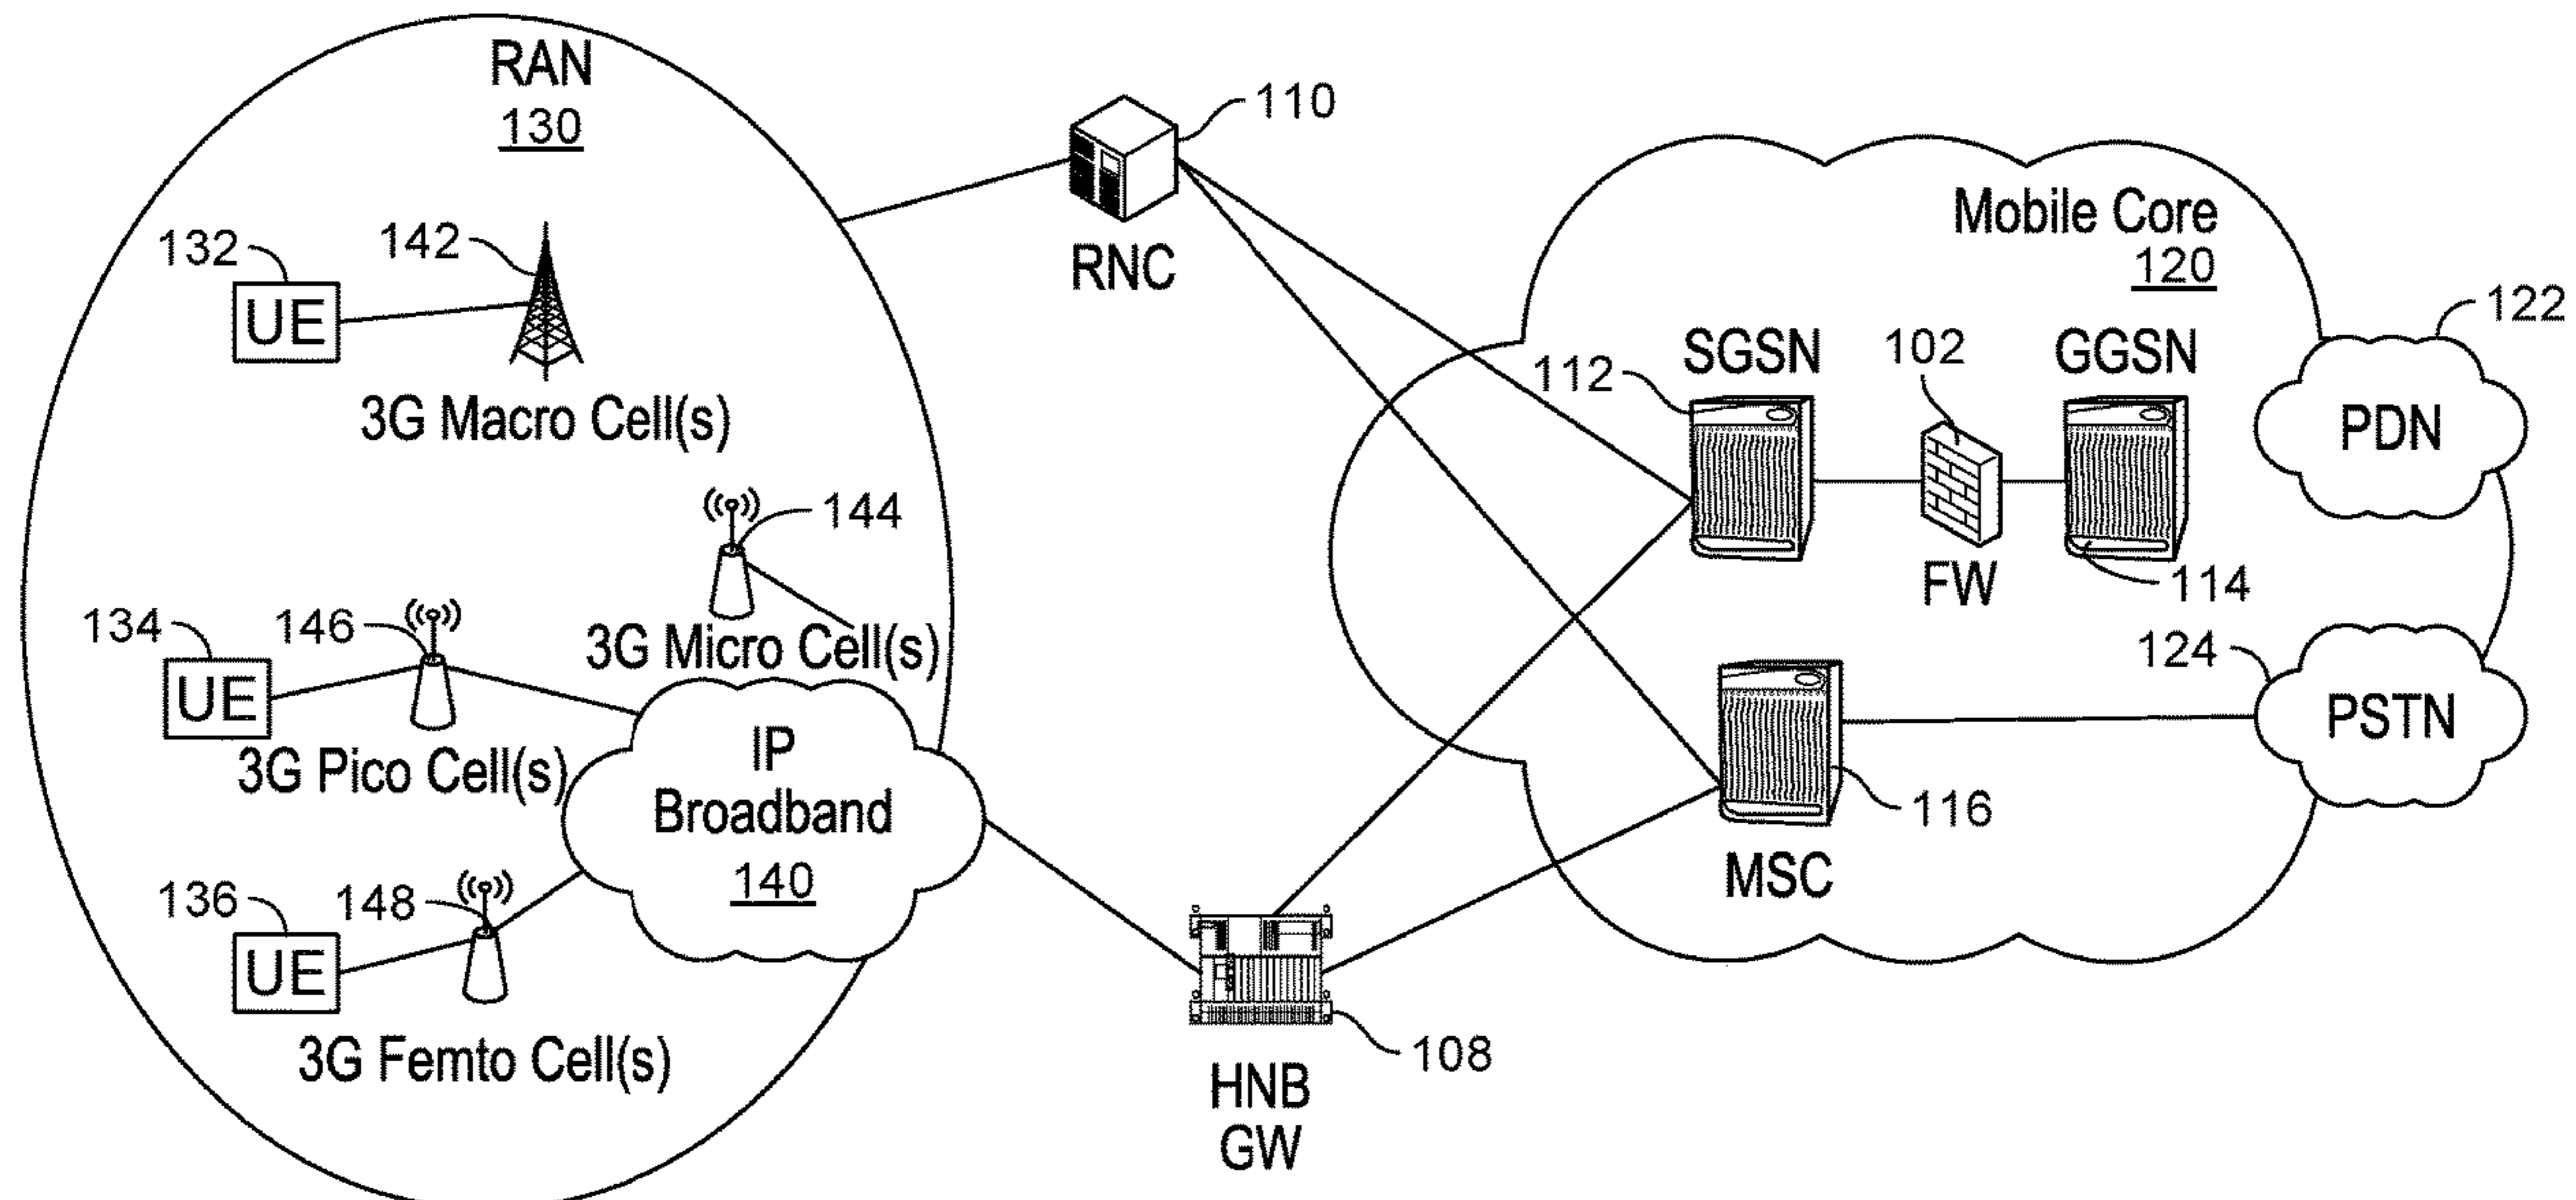 RAN
130
110
RNC
132
142
UE
3G Macro Cell(s)
144
3G Micro Cell(s)
134
146
UE
3G Pico Cell(s)
IP
Broadband
140
136
148
UE
3G Femto Cell(s)
HNB
GW
108
Mobile Core
120
122
SGSN
102
GGSN
112
PDN
FW
114
124
PSTN
116
MSC